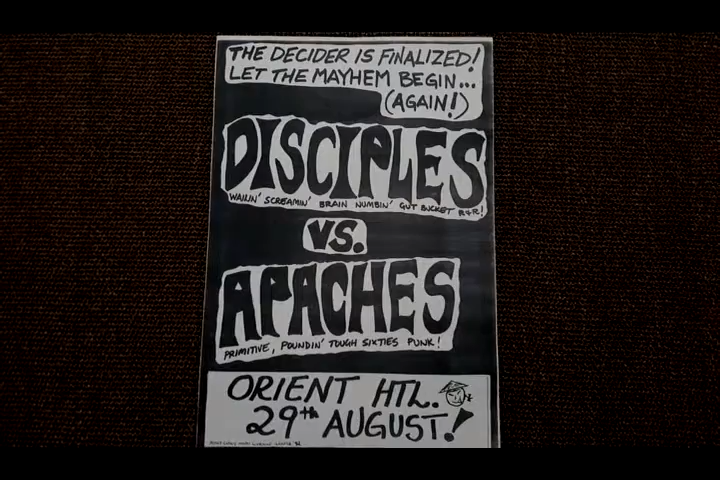 THE DECIDER IS FINALIZED!
LET THE MAYHEM BEGIN...
(AGAIN!)
DISCIPLES
WAILIN' SCREAMIN' BRAIN NUMBIN' GUT BUCKET R&R!
VS.
APACHES
PRIMITIVE, POUNDIN' TOUGH SIXTIES PUNK!
ORIENT HTL.
29th AUGUST!